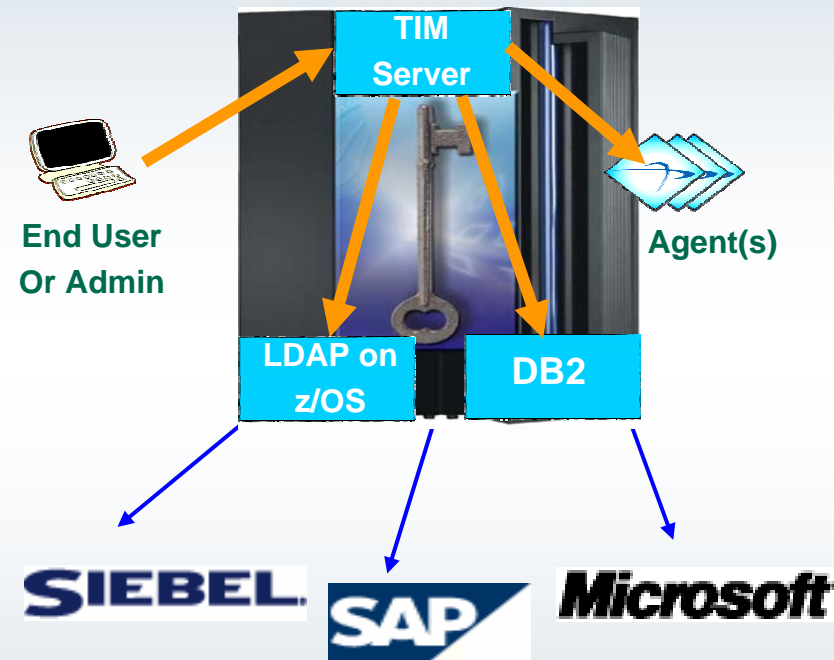 TIM
Server
End User
Or Admin
Agent(s)
LDAP on
z/OS
DB2
SIEBEL.
SAP
Microsoft